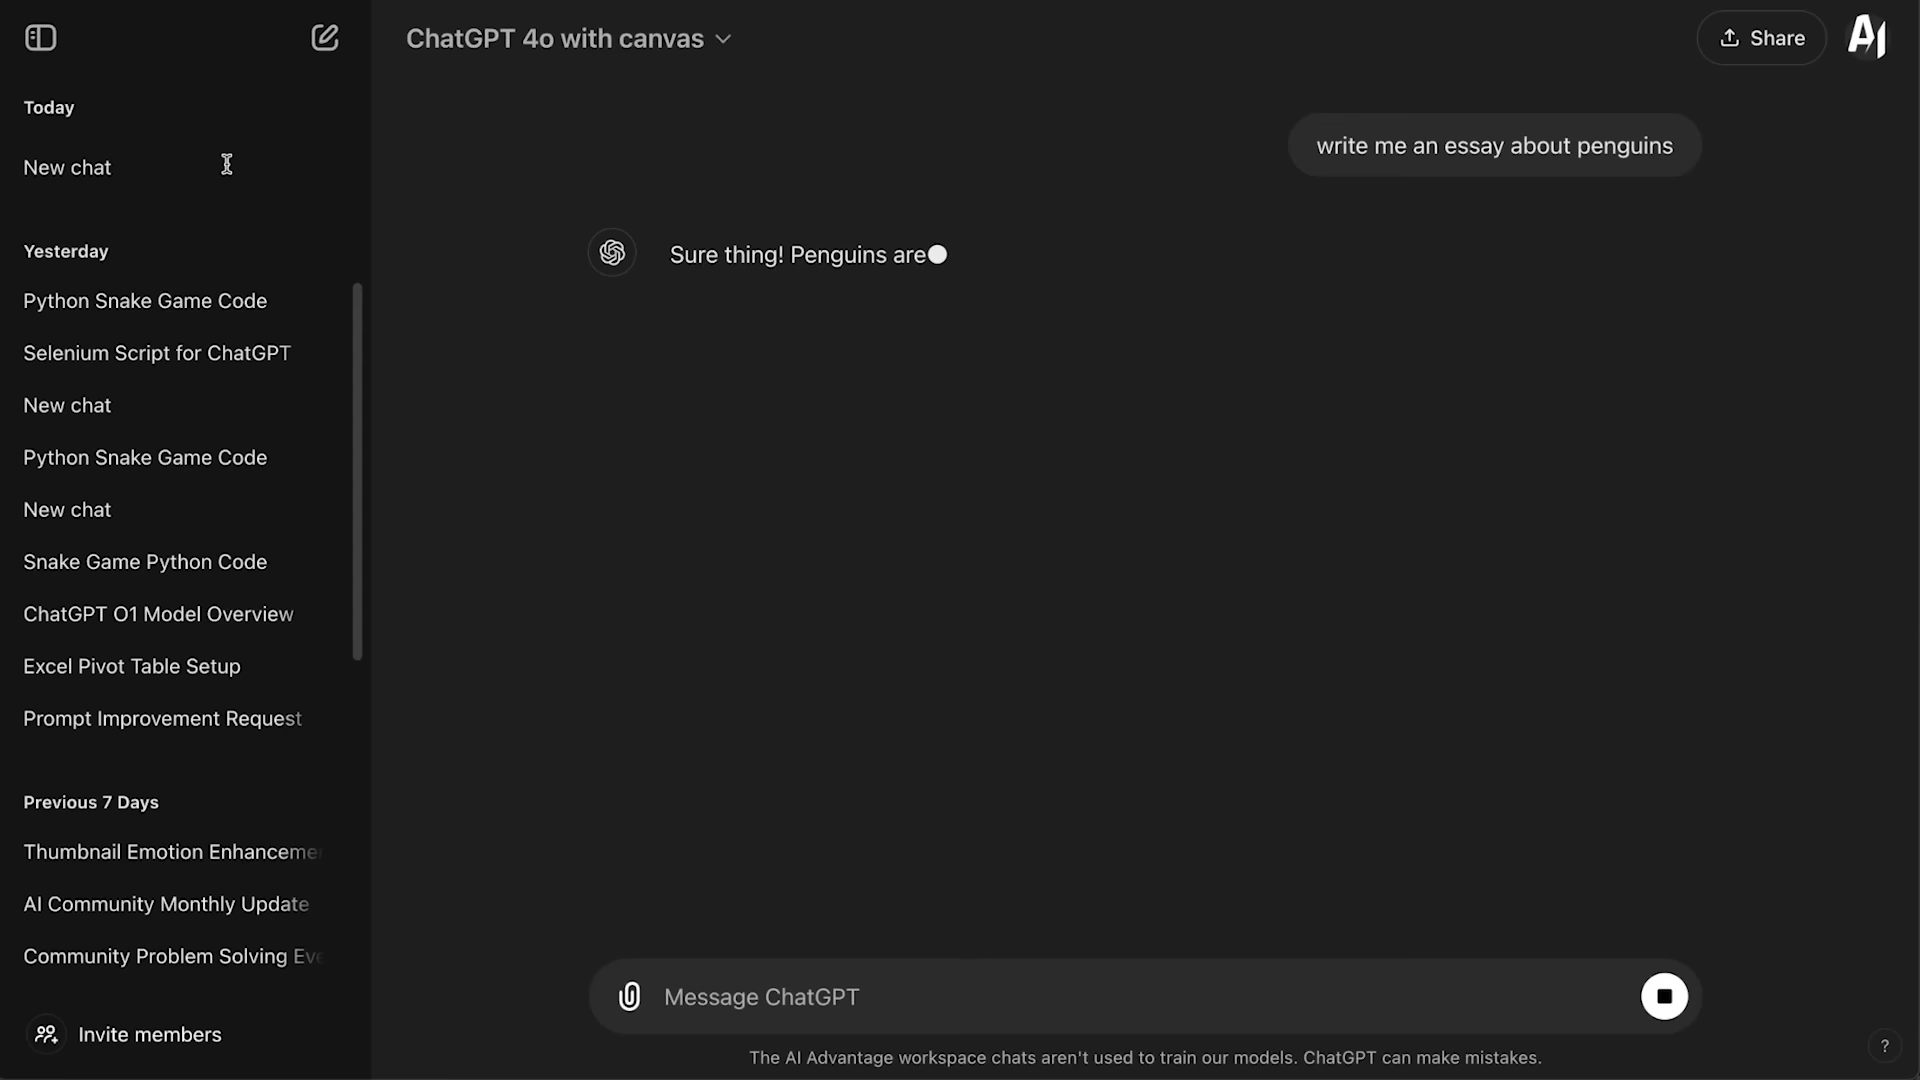 ChatGPT 4o with canvas
Share
AI
Today
New chat
Yesterday
Python Snake Game Code
Selenium Script for ChatGPT
New chat
Python Snake Game Code
New chat
Snake Game Python Code
ChatGPT O1 Model Overview
Excel Pivot Table Setup
Prompt Improvement Request
Previous 7 Days
Thumbnail Emotion Enhanceme
AI Community Monthly Update
Community Problem Solving Eve
Invite members
write me an essay about penguins
Sure thing! Penguins are
Message ChatGPT
The AI Advantage workspace chats aren't used to train our models. ChatGPT can make mistakes.
?